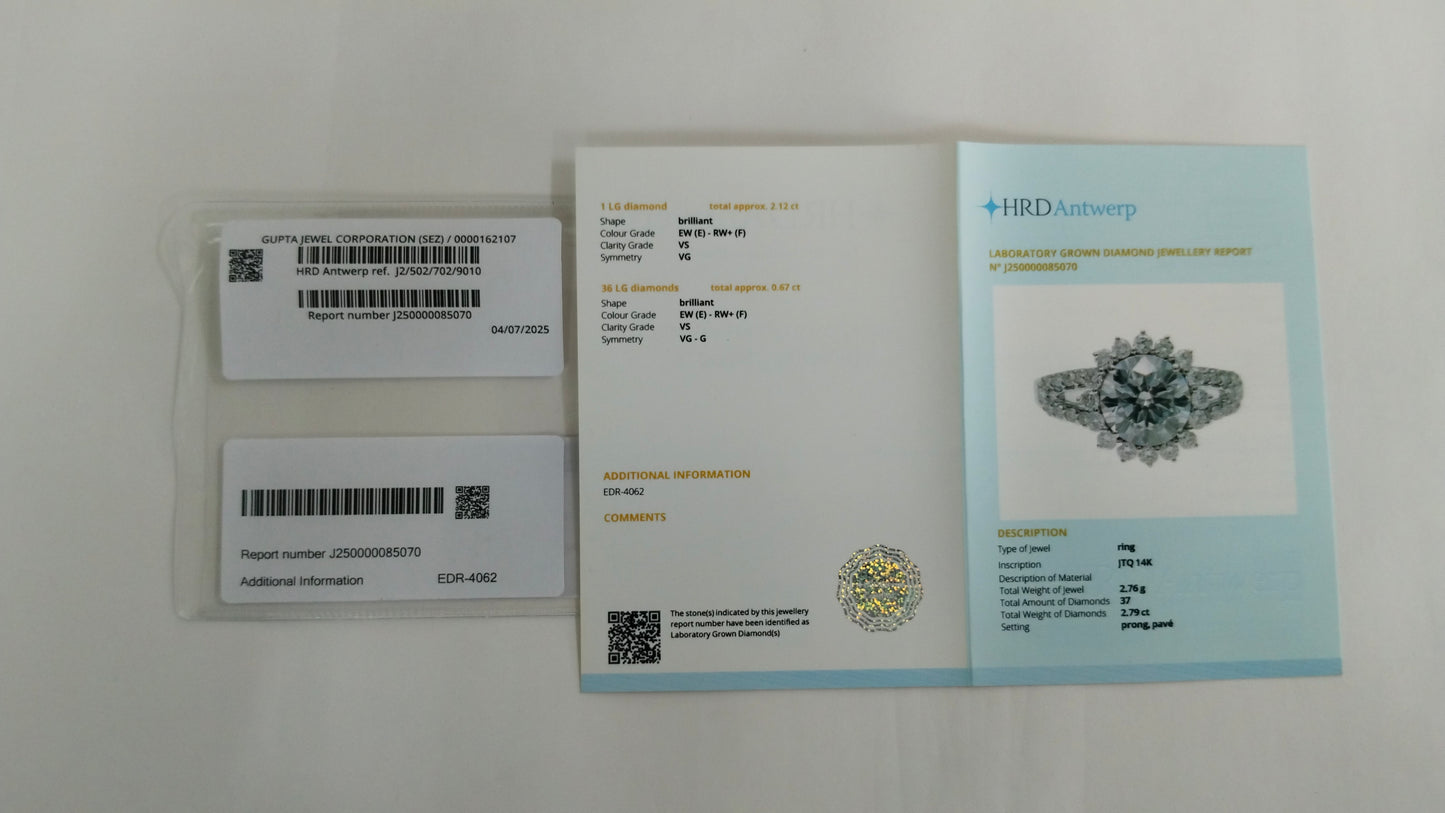 GUPTA JEWEL CORPORATION (SEZ) / 0000162107
HRD Antwerp ref. J2/502/702/9010
Report number J250000085070
04/07/2025
Report number J250000085070
Additional Information EDR-4062
1 LG diamond total approx. 2.12 ct
Shape brilliant
Colour Grade EW (E) - RW+ (F)
Clarity Grade VS
Symmetry VG
36 LG diamonds total approx. 0.67 ct
Shape brilliant
Colour Grade EW (E) - RW+ (F)
Clarity Grade VS
Symmetry VG - G
ADDITIONAL INFORMATION
EDR-4062
COMMENTS
The stone(s) indicated by this jewellery
report number have been identified as
Laboratory Grown Diamond(s)
HRD Antwerp
LABORATORY GROWN DIAMOND JEWELLERY REPORT
N° J250000085070
DESCRIPTION
Type of Jewel ring
Inscription JTQ 14K
Description of Material
Total Weight of Jewel 2.76 g
Total Amount of Diamonds 37
Total Weight of Diamonds 2.79 ct
Setting prong, pavé